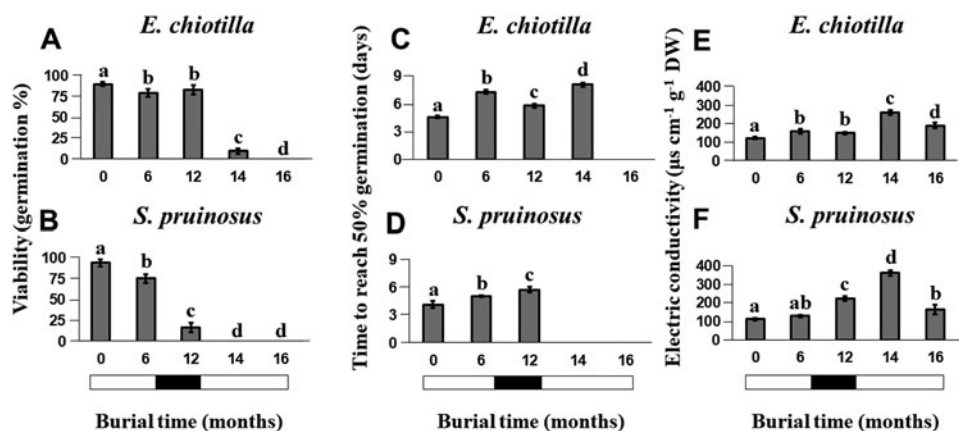 A
E. chiotilla
Viability (germination %)
100
75
50
25
0
a b b c d
0 6 12 14 16
B
S. pruinosus
100
75
50
25
0
a b c d d
0 6 12 14 16
Burial time (months)
C
E. chiotilla
Time to reach 50% germination (days)
9
6
3
0
a b c d
0 6 12 14 16
D
S. pruinosus
9
6
3
0
a b c
0 6 12 14 16
Burial time (months)
E
E. chiotilla
Electric conductivity (µs cm⁻¹ g⁻¹ DW)
400
300
200
100
0
a b b c d
0 6 12 14 16
F
S. pruinosus
400
300
200
100
0
a ab c d b
0 6 12 14 16
Burial time (months)